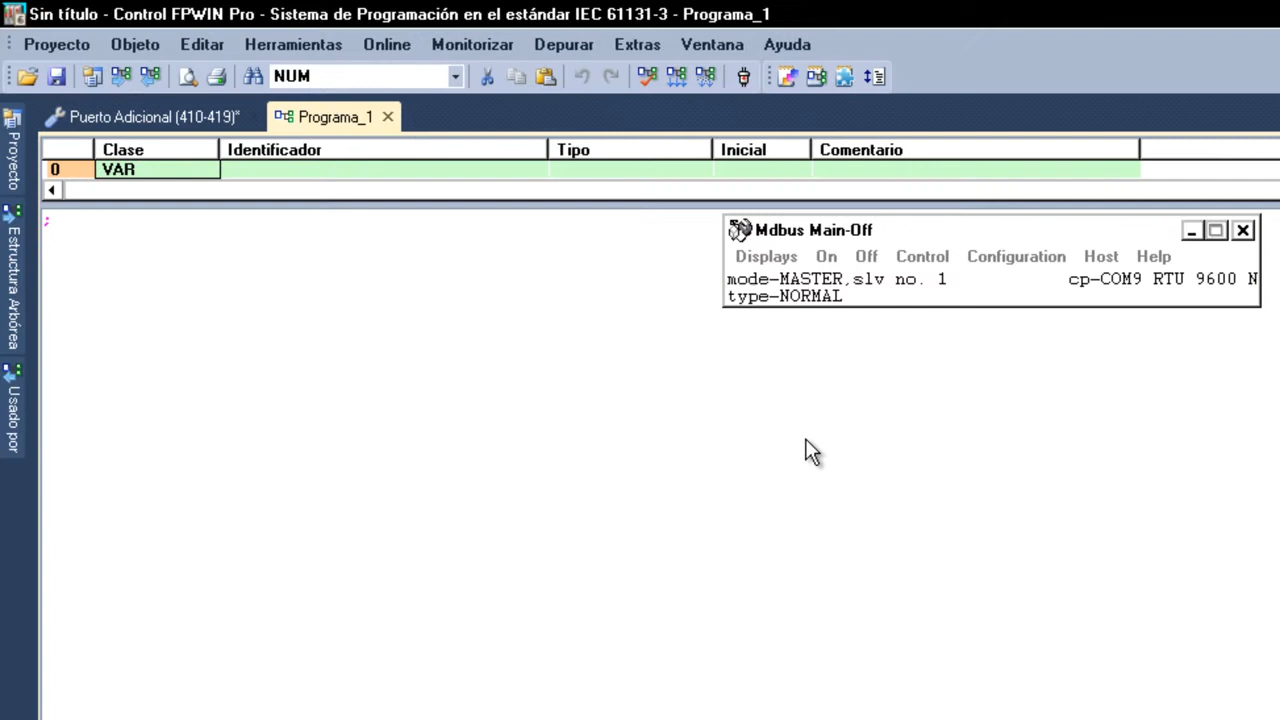 Sin título - Control FPWIN Pro - Sistema de Programación en el estándar IEC 61131-3 - Programa_1
Proyecto Objeto Editar Herramientas Online Monitorizar Depurar Extras Ventana Ayuda
NUM
Puerto Adicional (410-419)* Programa_1
Clase Identificador Tipo Inicial Comentario
0 VAR
;
Proyecto
Estructura Arbórea
Usado por
Mdbus Main-Off
Displays On Off Control Configuration Host Help
mode-MASTER,slv no. 1 cp-COM9 RTU 9600 N
type-NORMAL